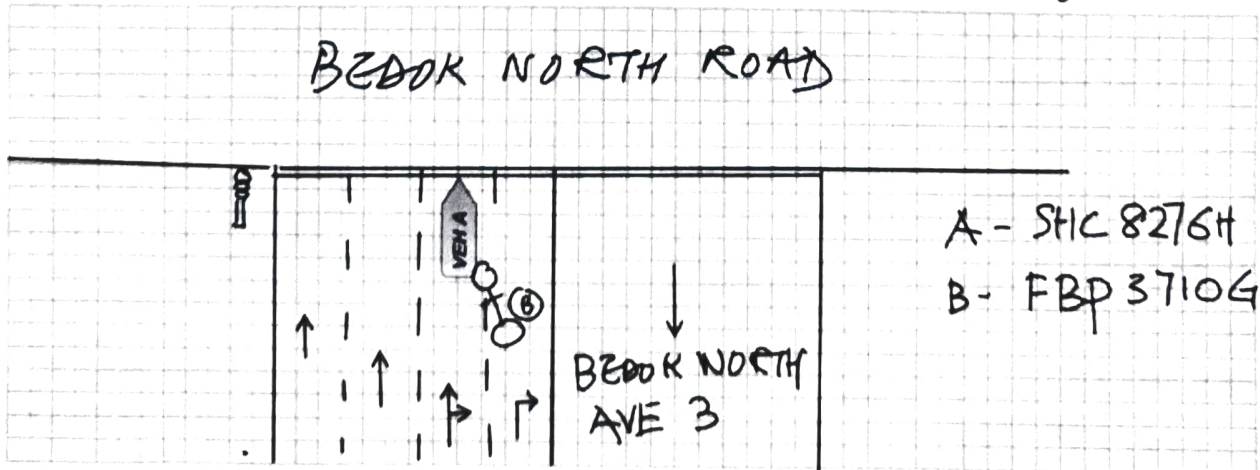 BEDOK NORTH ROAD
VEH A
A - SHC 8276H
B
B - FBP 3710G
BEDOK NORTH
AVE 3